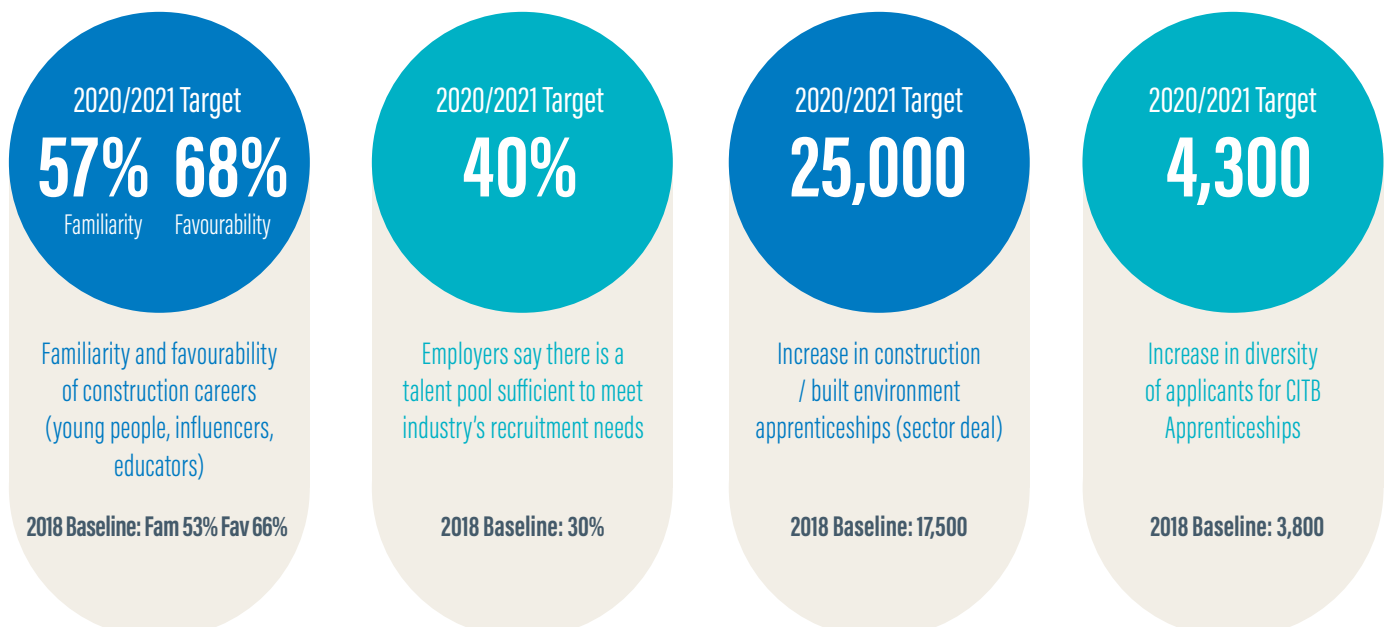 2020/2021 Target
57% 68%
Familiarity Favourability
Familiarity and favourability
of construction careers
(young people, influencers,
educators)
2018 Baseline: Fam 53% Fav 66%
2020/2021 Target
40%
Employers say there is a
talent pool sufficient to meet
industry's recruitment needs
2018 Baseline: 30%
2020/2021 Target
25,000
Increase in construction
/ built environment
apprenticeships (sector deal)
2018 Baseline: 17,500
2020/2021 Target
4,300
Increase in diversity
of applicants for CITB
Apprenticeships
2018 Baseline: 3,800